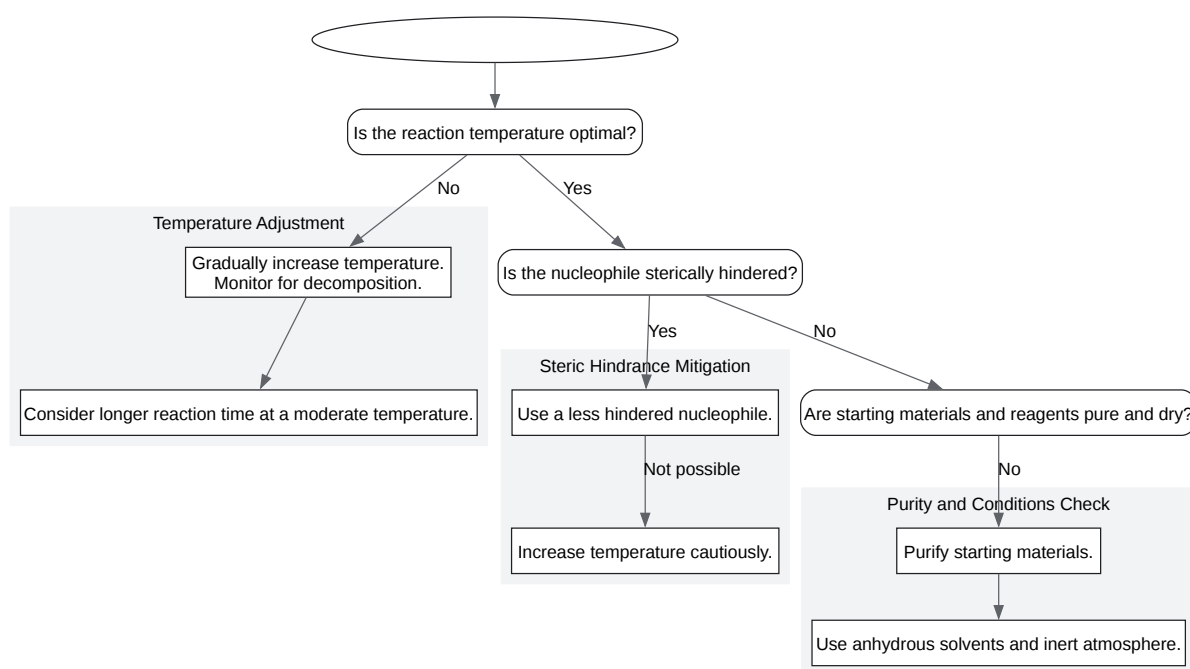 Is the reaction temperature optimal?
No
Yes
Temperature Adjustment
Gradually increase temperature.
Monitor for decomposition.
Is the nucleophile sterically hindered?
Yes
No
Steric Hindrance Mitigation
Consider longer reaction time at a moderate temperature.
Use a less hindered nucleophile.
Are starting materials and reagents pure and dry?
Not possible
No
Purity and Conditions Check
Increase temperature cautiously.
Purify starting materials.
Use anhydrous solvents and inert atmosphere.